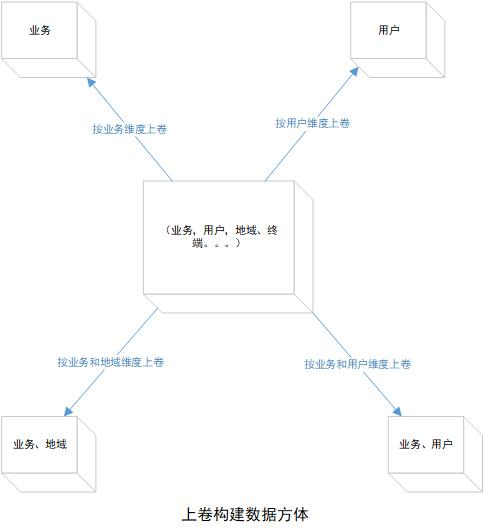 业务
用户
按业务维度上卷
按用户维度上卷
（业务，用户，地域、终
端。。。）
按业务和地域维度上卷
按业务和用户维度上卷
业务、地域
业务、用户
上卷构建数据方体